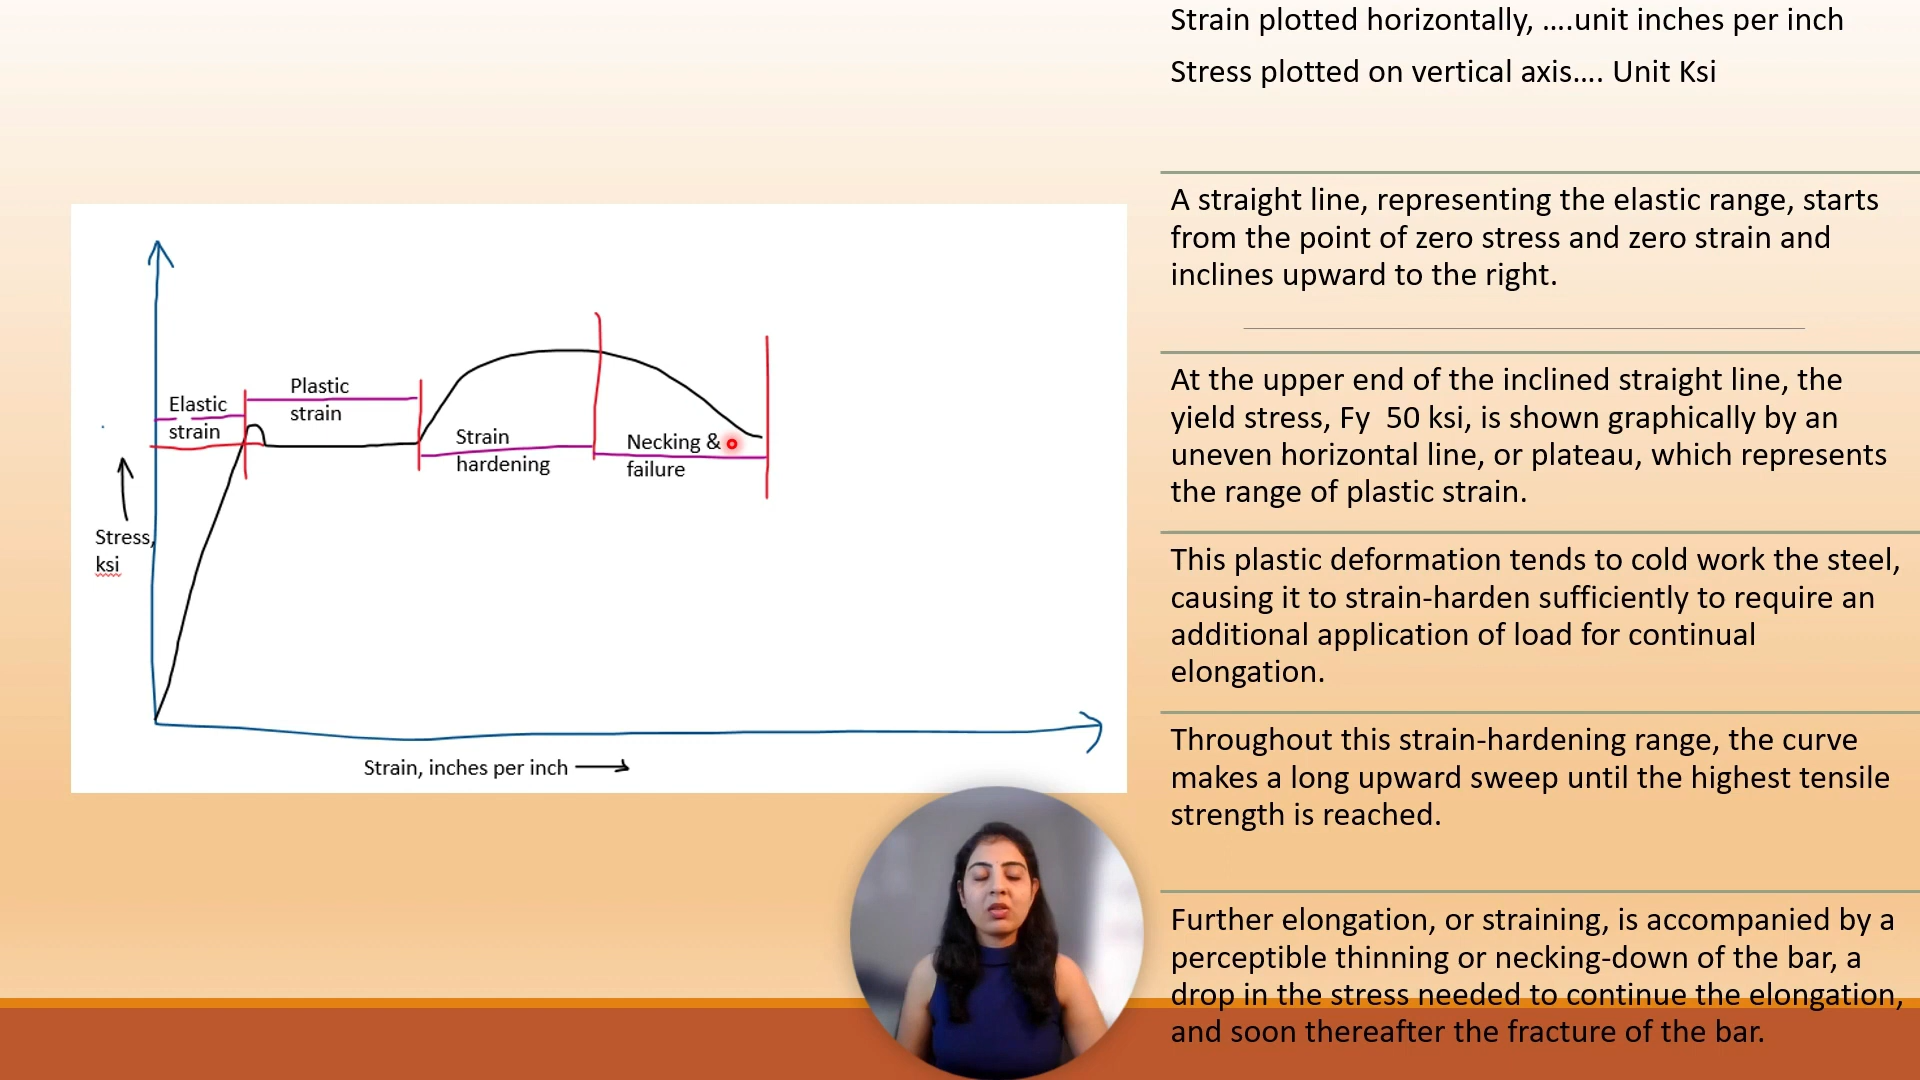 Strain plotted horizontally, ….unit inches per inch
Stress plotted on vertical axis…. Unit Ksi
A straight line, representing the elastic range, starts
from the point of zero stress and zero strain and
inclines upward to the right.
At the upper end of the inclined straight line, the
yield stress, Fy  50 ksi, is shown graphically by an
uneven horizontal line, or plateau, which represents
the range of plastic strain.
This plastic deformation tends to cold work the steel,
causing it to strain-harden sufficiently to require an
additional application of load for continual
elongation.
Throughout this strain-hardening range, the curve
makes a long upward sweep until the highest tensile
strength is reached.
Further elongation, or straining, is accompanied by a
perceptible thinning or necking-down of the bar, a
drop in the stress needed to continue the elongation,
and soon thereafter the fracture of the bar.
Elastic
strain
Plastic
strain
Strain
hardening
Necking &
failure
Stress,
ksi
Strain, inches per inch